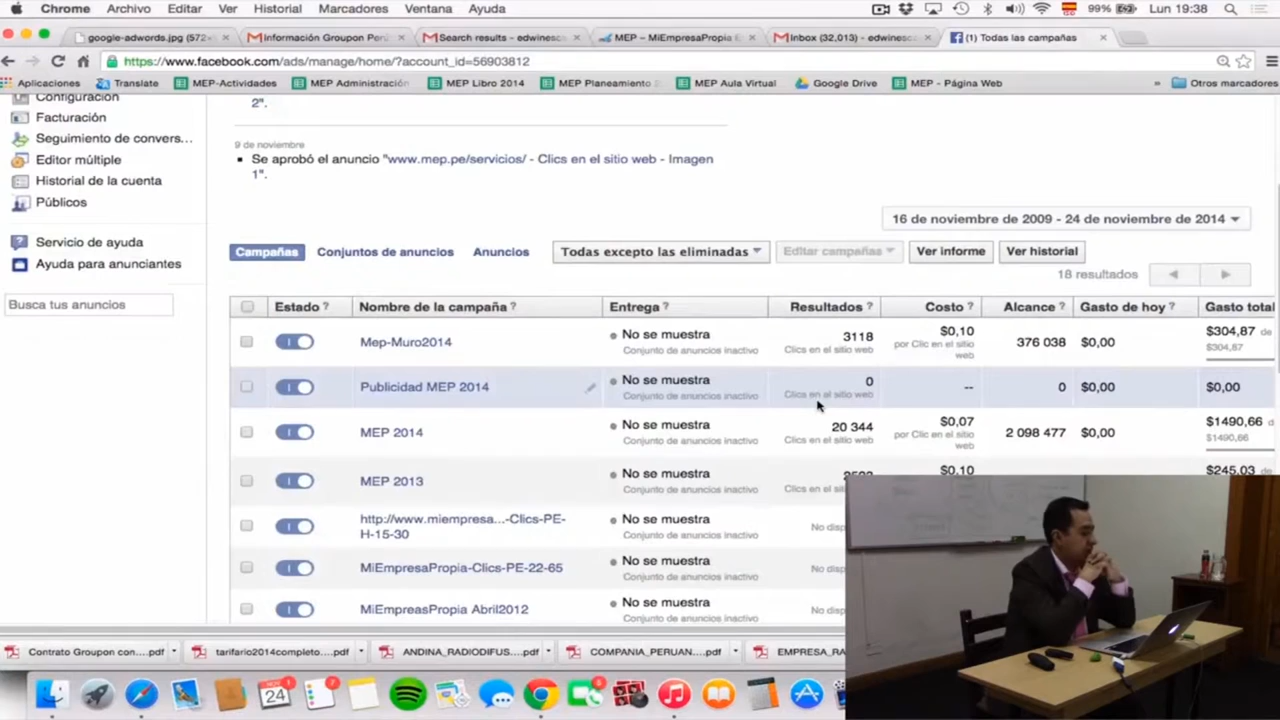 Chrome Archivo Editar Ver Historial Marcadores Ventana Ayuda 99% Lun 19:38
google-adwords.jpg (572× Información Groupon Perú Search results - edwinesc MEP – MiEmpresaPropia E Inbox (32,013) - edwinesc (1) Todas las campañas
https://www.facebook.com/ads/manage/home/?account_id=56903812
Aplicaciones Translate MEP-Actividades MEP Administración MEP Libro 2014 MEP Planeamiento MEP Aula Virtual Google Drive MEP - Página Web » Otros marcadores
Configuración
Facturación
Seguimiento de convers...
Editor múltiple
Historial de la cuenta
Públicos
Servicio de ayuda
Ayuda para anunciantes
Busca tus anuncios
2".
9 de noviembre
Se aprobó el anuncio "www.mep.pe/servicios/ - Clics en el sitio web - Imagen
1".
16 de noviembre de 2009 - 24 de noviembre de 2014
Campañas Conjuntos de anuncios Anuncios Todas excepto las eliminadas Editar campañas Ver informe Ver historial
18 resultados
Estado ? Nombre de la campaña ? Entrega ? Resultados ? Costo ? Alcance ? Gasto de hoy ? Gasto total
Mep-Muro2014 No se muestra 3118 $0,10 376 038 $0,00 $304,87 de
Conjunto de anuncios inactivo Clics en el sitio web por Clic en el sitio web $304,87
Publicidad MEP 2014 No se muestra 0 -- 0 $0,00 $0,00
Conjunto de anuncios inactivo Clics en el sitio web
MEP 2014 No se muestra 20 344 $0,07 2 098 477 $0,00 $1490,66 d
Conjunto de anuncios inactivo Clics en el sitio web por Clic en el sitio web $1490,66
MEP 2013 No se muestra $0,10 $245,03
Conjunto de anuncios inactivo Clics en el si
http://www.miempresa...-Clics-PE- No se muestra
H-15-30 Conjunto de anuncios inactivo No disp
MiEmpresaPropia-Clics-PE-22-65 No se muestra
Conjunto de anuncios inactivo No disp
MiEmpreasPropia Abril2012 No se muestra
Conjunto de anuncios inactivo No disp
Contrato Groupon con....pdf tarifario2014completo....pdf ANDINA_RADIODIFUS....pdf COMPANIA_PERUAN....pdf EMPRESA_RA
NOV
24